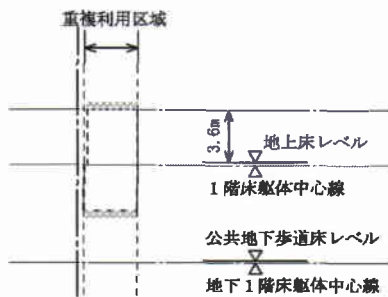 重複利用区域
3.6m
地上床レベル
1階床躯体中心線
公共地下歩道床レベル
地下1階床躯体中心線